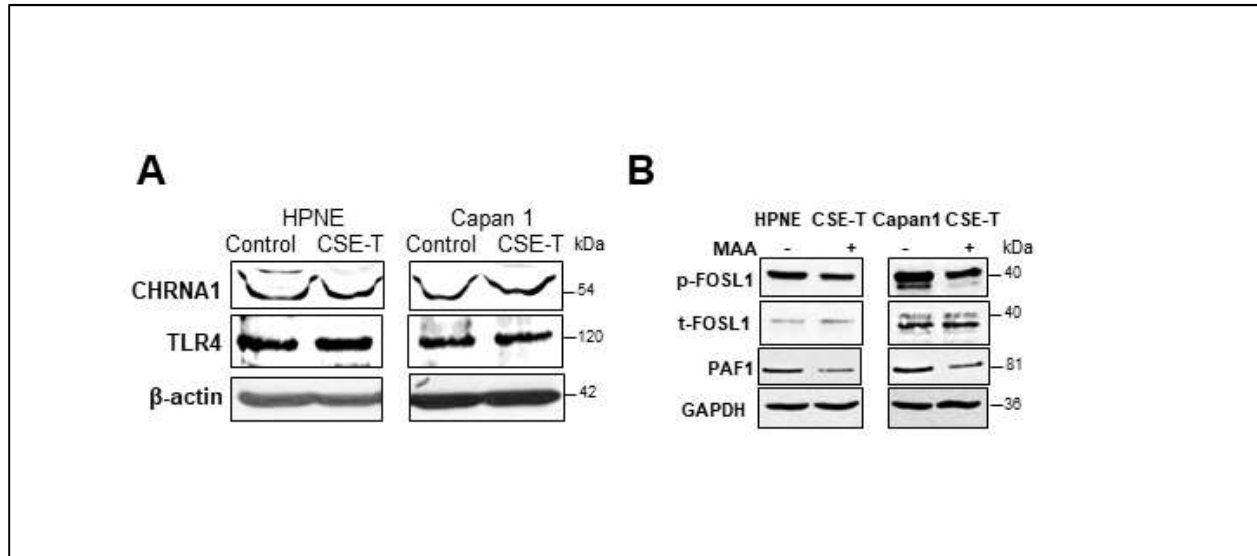 A
HPNE Capan 1
Control CSE-T Control CSE-T kDa
CHRNA1 54
TLR4 120
β-actin 42
B
HPNE CSE-T Capan1 CSE-T
MAA - + - + kDa
p-FOSL1 40
t-FOSL1 40
PAF1 81
GAPDH 36